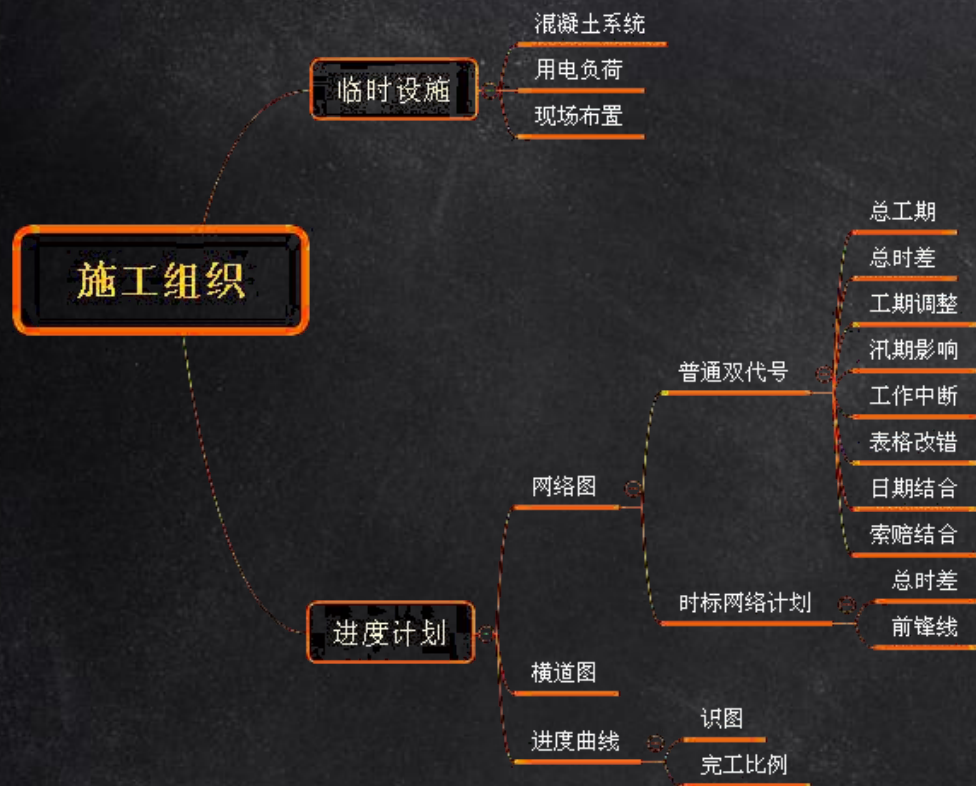 施工组织
临时设施
混凝土系统
用电负荷
现场布置
进度计划
网络图
普通双代号
总工期
总时差
工期调整
汛期影响
工作中断
表格改错
日期结合
索赔结合
时标网络计划
总时差
前锋线
横道图
进度曲线
识图
完工比例